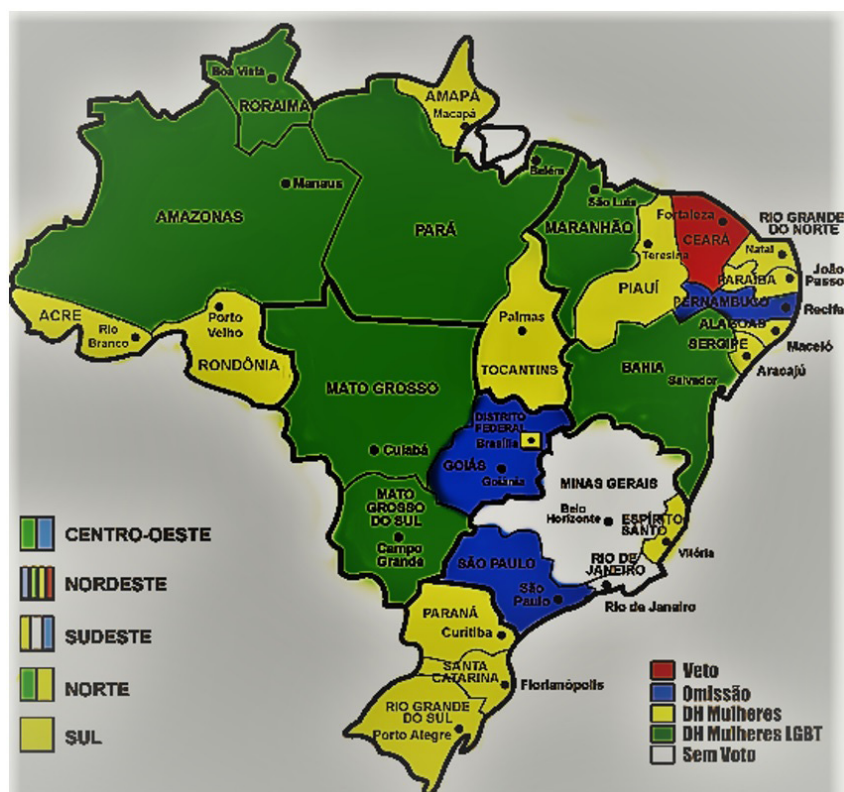 Boa Vista
RORAIMA
AMAPÁ
Macapá
Manaus
AMAZONAS
PARÁ
Belém
São Luis
MARANHÃO
Fortaleza
CEARÁ
Teresina
PIAUÍ
RIO GRANDE
DO NORTE
Natal
PARAÍBA
João
Pessoa
PERNAMBUCO
Recife
ALAGOAS
Maceió
SERGIPE
Aracajú
ACRE
Rio
Branco
Porto
Velho
RONDÔNIA
Palmas
TOCANTINS
BAHIA
Salvador
MATO GROSSO
Cuiabá
DISTRITO
FEDERAL
Brasília
GOIÁS
Goiânia
MINAS GERAIS
Belo
Horizonte
ESPÍRITO
SANTO
Vitória
MATO
GROSSO
DO SUL
Campo
Grande
SÃO PAULO
São
Paulo
RIO DE
JANEIRO
Rio de Janeiro
PARANÁ
Curitiba
SANTA
CATARINA
Florianópolis
RIO GRANDE
DO SUL
Porto Alegre
CENTRO-OESTE
NORDESTE
SUDESTE
NORTE
SUL
Veto
Omissão
DH Mulheres
DH Mulheres LGBT
Sem Voto